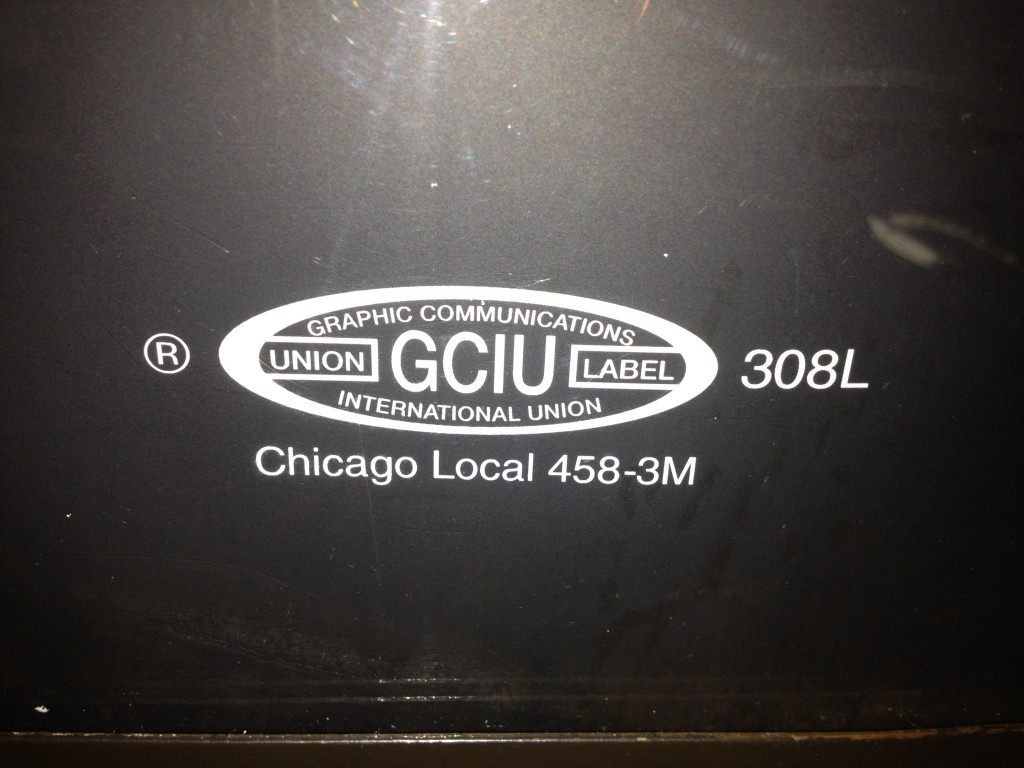 GRAPHIC COMMUNICATIONS
® UNION GCIU LABEL 308L
INTERNATIONAL UNION
Chicago Local 458-3M